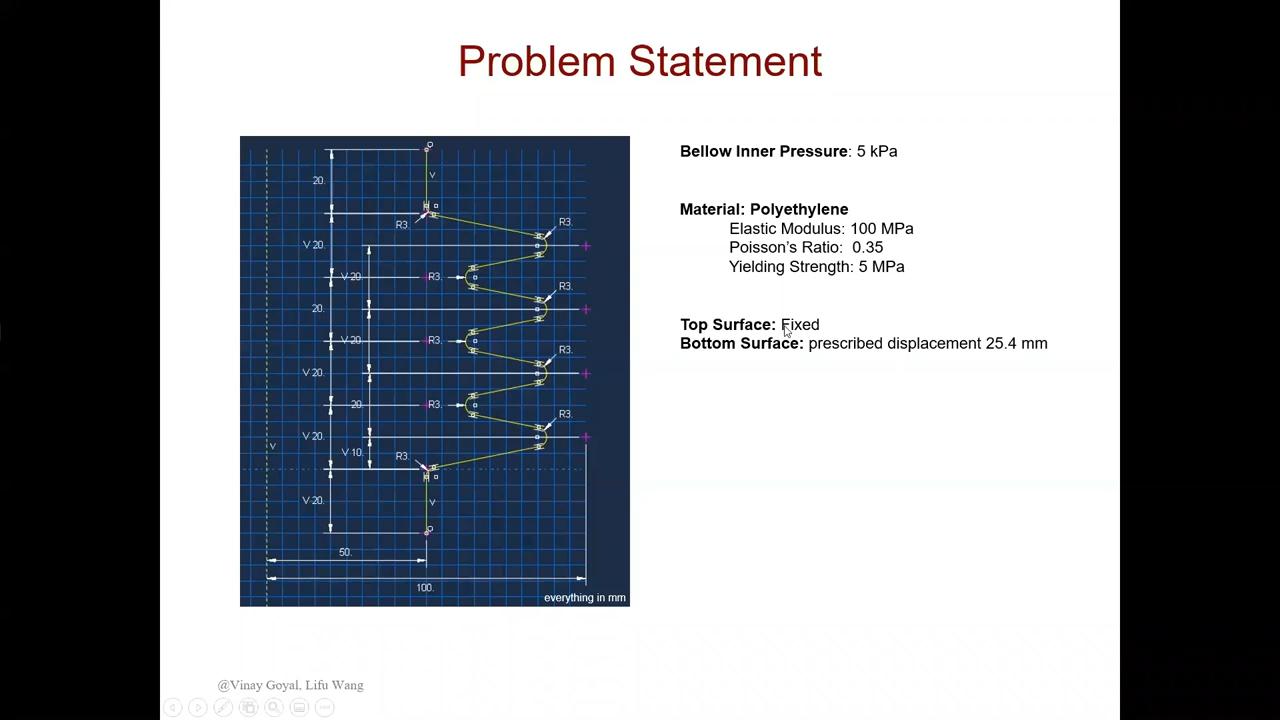 Problem Statement
20.
V 20.
V 20
20.
V 20.
V 20.
20.
V 20.
V 10.
V 20.
R3.
R3.
R3.
R3.
R3.
R3.
R3.
R3.
R3.
V
V
V
50.
100.
everything in mm
Bellow Inner Pressure: 5 kPa
Material: Polyethylene
Elastic Modulus: 100 MPa
Poisson's Ratio: 0.35
Yielding Strength: 5 MPa
Top Surface: Fixed
Bottom Surface: prescribed displacement 25.4 mm
@Vinay Goyal, Lifu Wang